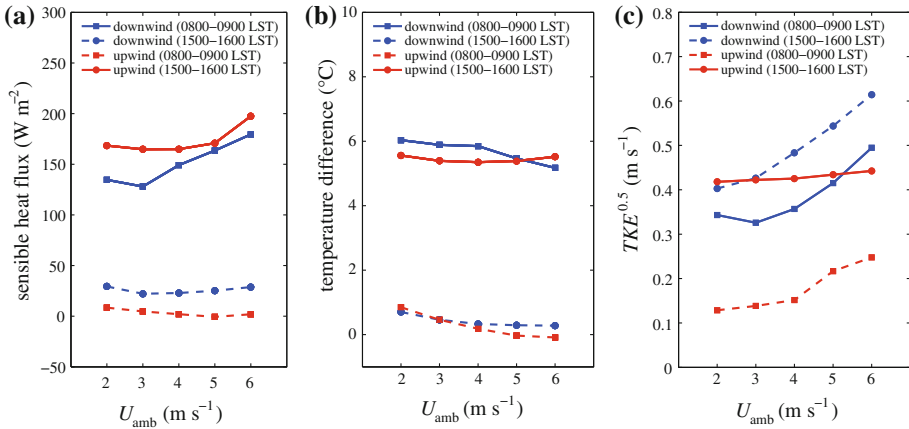 (a)
downwind (0800–0900 LST)
downwind (1500–1600 LST)
upwind (0800–0900 LST)
upwind (1500–1600 LST)
sensible heat flux (W m⁻²)
300
250
200
150
100
50
0
−50
2 3 4 5 6
U_amb (m s⁻¹)
(b)
downwind (0800–0900 LST)
downwind (1500–1600 LST)
upwind (0800–0900 LST)
upwind (1500–1600 LST)
temperature difference (°C)
10
8
6
4
2
0
2 3 4 5 6
U_amb (m s⁻¹)
(c)
downwind (0800–0900 LST)
downwind (1500–1600 LST)
upwind (0800–0900 LST)
upwind (1500–1600 LST)
TKE^0.5 (m s⁻¹)
0.8
0.7
0.6
0.5
0.4
0.3
0.2
0.1
0
2 3 4 5 6
U_amb (m s⁻¹)